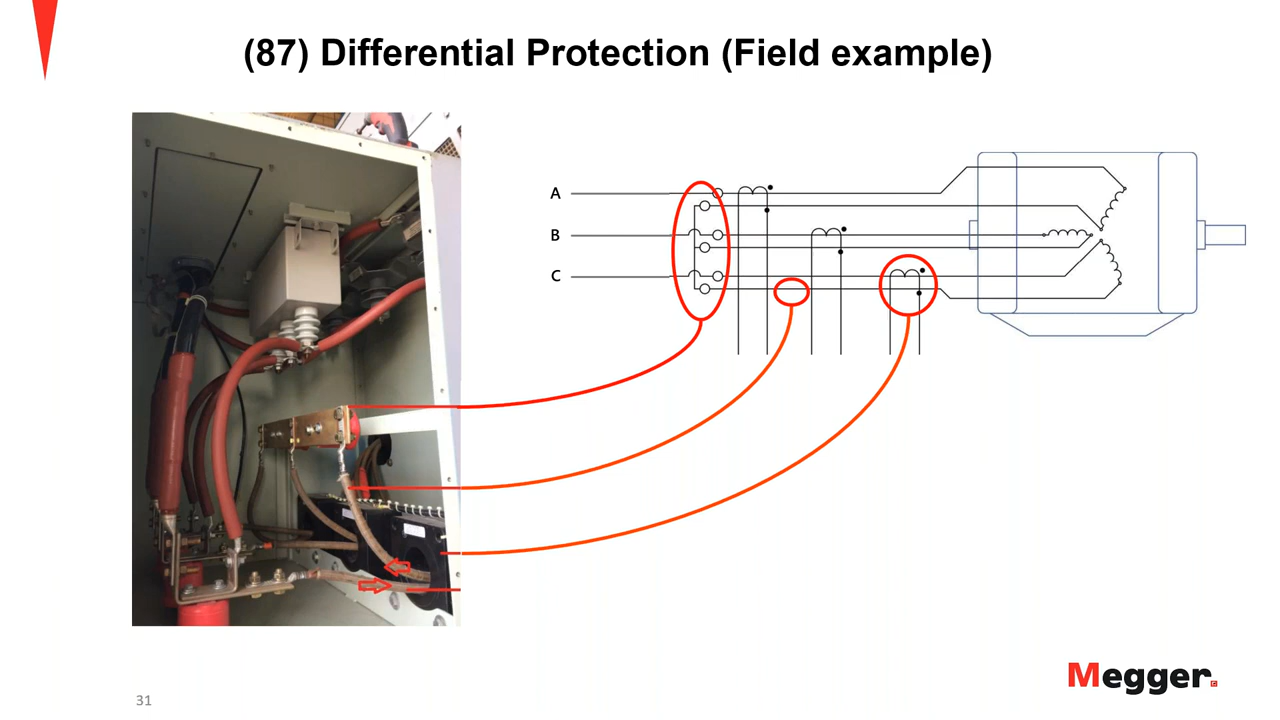 (87) Differential Protection (Field example)
A
B
C
31
Megger